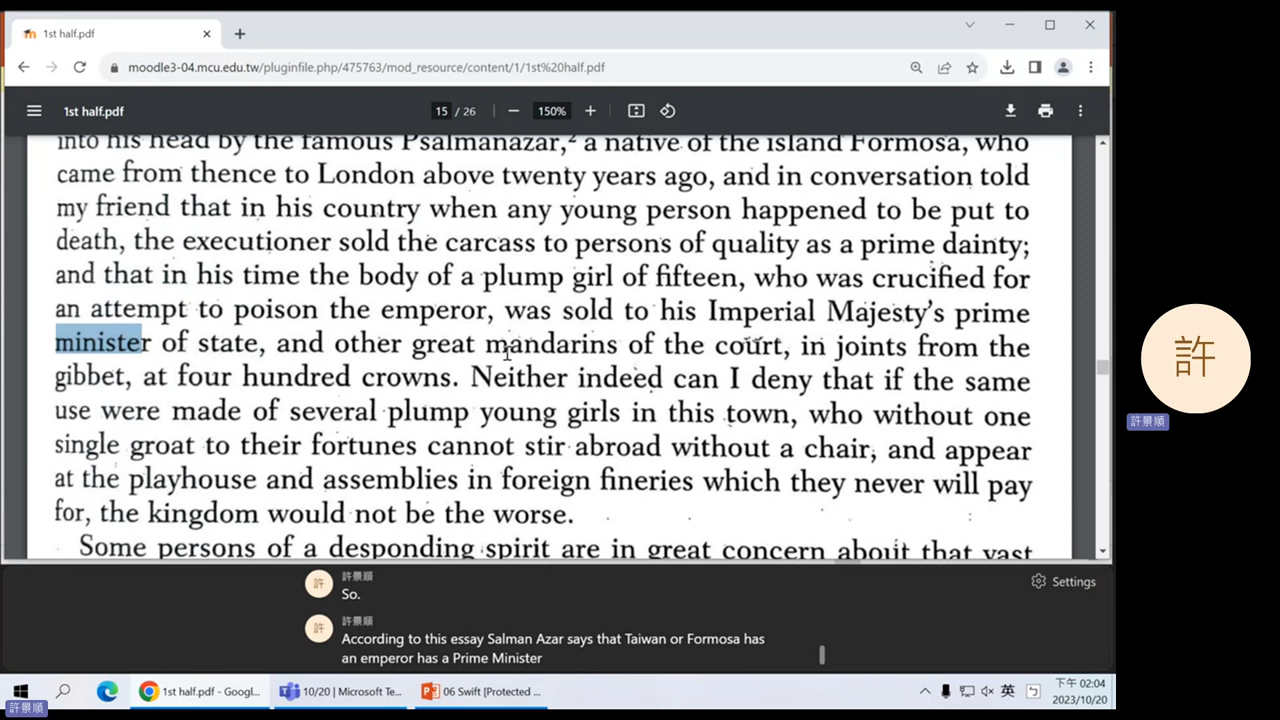 1st half.pdf
moodle3-04.mcu.edu.tw/pluginfile.php/475763/mod_resource/content/1/1st%20half.pdf
1st half.pdf
15 / 26
150%
into his head by the famous Psalmanazar,² a native of the island Formosa, who
came from thence to London above twenty years ago, and in conversation told
my friend that in his country when any young person happened to be put to
death, the executioner sold the carcass to persons of quality as a prime dainty;
and that in his time the body of a plump girl of fifteen, who was crucified for
an attempt to poison the emperor, was sold to his Imperial Majesty's prime
minister of state, and other great mandarins of the court, in joints from the
gibbet, at four hundred crowns. Neither indeed can I deny that if the same
use were made of several plump young girls in this town, who without one
single groat to their fortunes cannot stir abroad without a chair, and appear
at the playhouse and assemblies in foreign fineries which they never will pay
for, the kingdom would not be the worse.
Some persons of a desponding spirit are in great concern about that vast
許
許景順
許
許景順
So.
Settings
許
許景順
According to this essay Salman Azar says that Taiwan or Formosa has
an emperor has a Prime Minister
1st half.pdf - Googl...
10/20 | Microsoft Te...
06 Swift [Protected ...
英
下午 02:04
2023/10/20
許景順